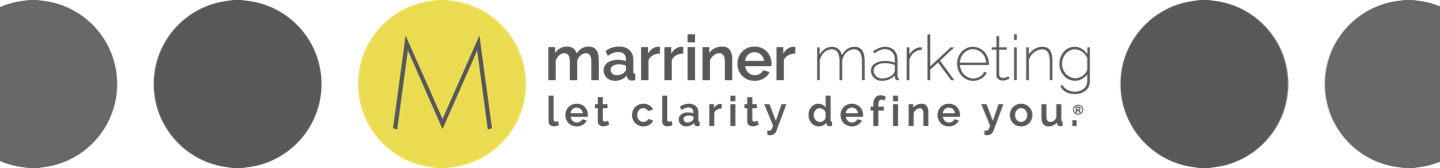 M
marriner marketing
let clarity define you.®